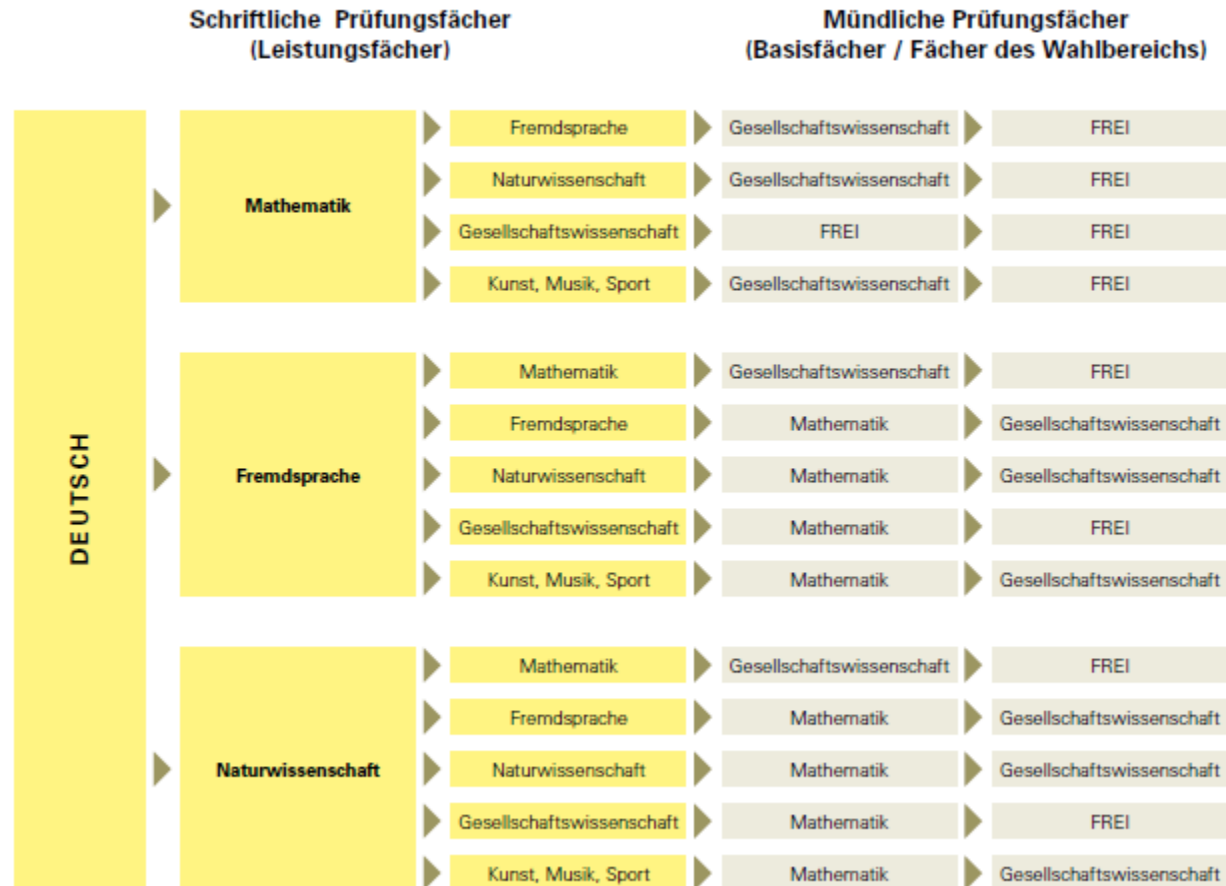 Schriftliche Prüfungsfächer
(Leistungsfächer)
Mündliche Prüfungsfächer
(Basisfächer / Fächer des Wahlbereichs)
DEUTSCH
Mathematik
Fremdsprache Gesellschaftswissenschaft FREI
Naturwissenschaft Gesellschaftswissenschaft FREI
Gesellschaftswissenschaft FREI FREI
Kunst, Musik, Sport Gesellschaftswissenschaft FREI
Fremdsprache
Mathematik Gesellschaftswissenschaft FREI
Fremdsprache Mathematik Gesellschaftswissenschaft
Naturwissenschaft Mathematik Gesellschaftswissenschaft
Gesellschaftswissenschaft Mathematik FREI
Kunst, Musik, Sport Mathematik Gesellschaftswissenschaft
Naturwissenschaft
Mathematik Gesellschaftswissenschaft FREI
Fremdsprache Mathematik Gesellschaftswissenschaft
Naturwissenschaft Mathematik Gesellschaftswissenschaft
Gesellschaftswissenschaft Mathematik FREI
Kunst, Musik, Sport Mathematik Gesellschaftswissenschaft